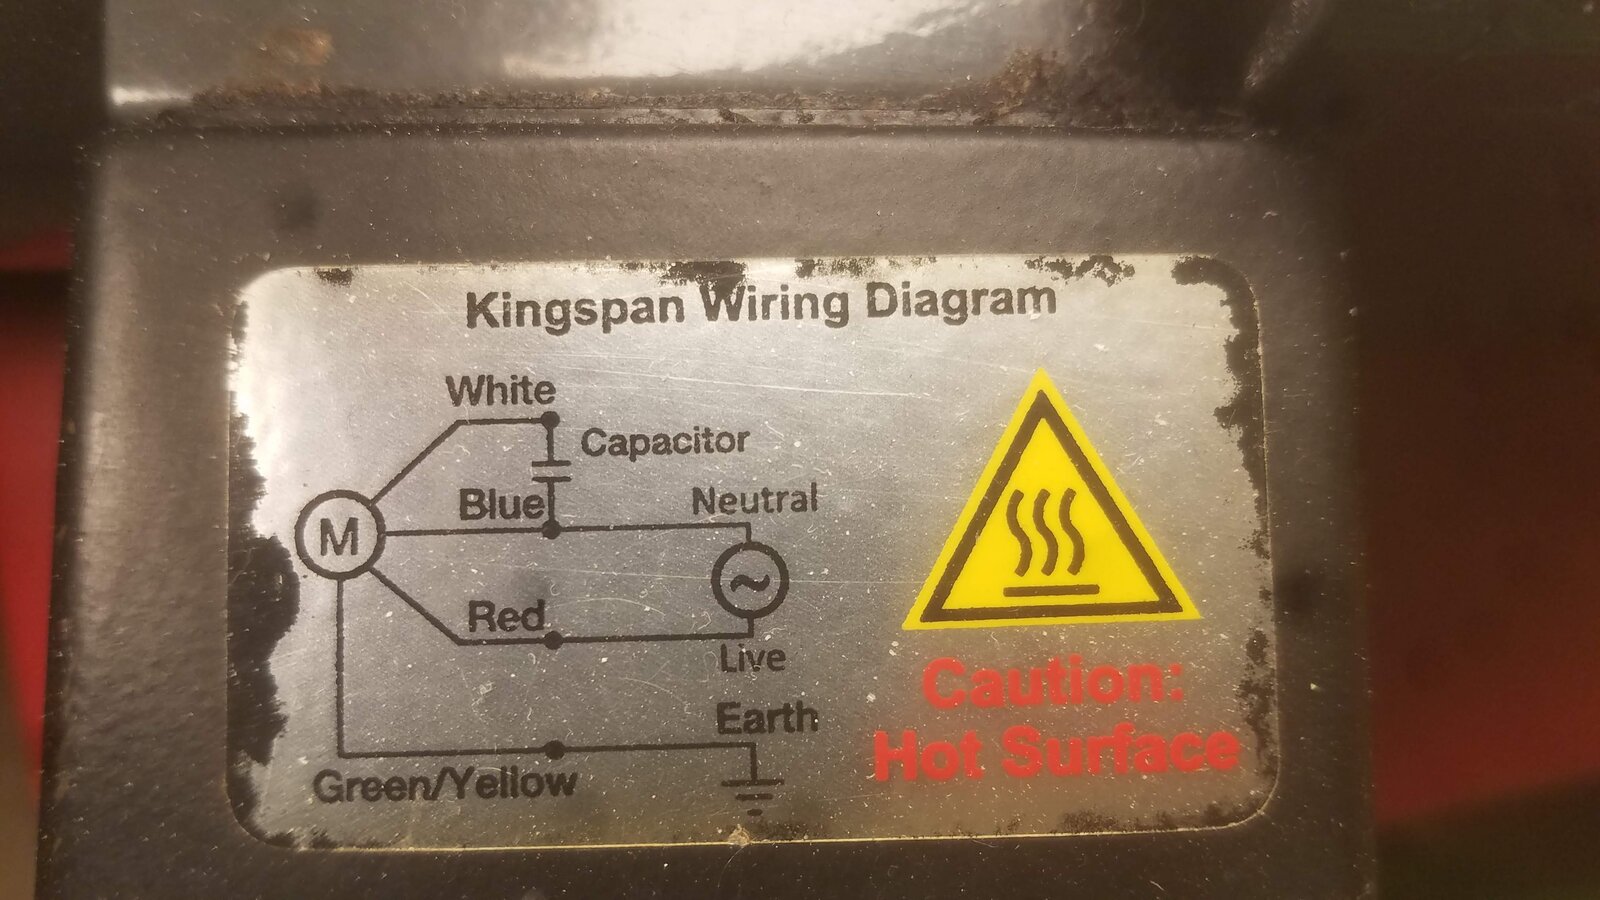 Kingspan Wiring Diagram
White
Capacitor
Blue
Neutral
M
Red
Live
Earth
Green/Yellow
Caution:
Hot Surface